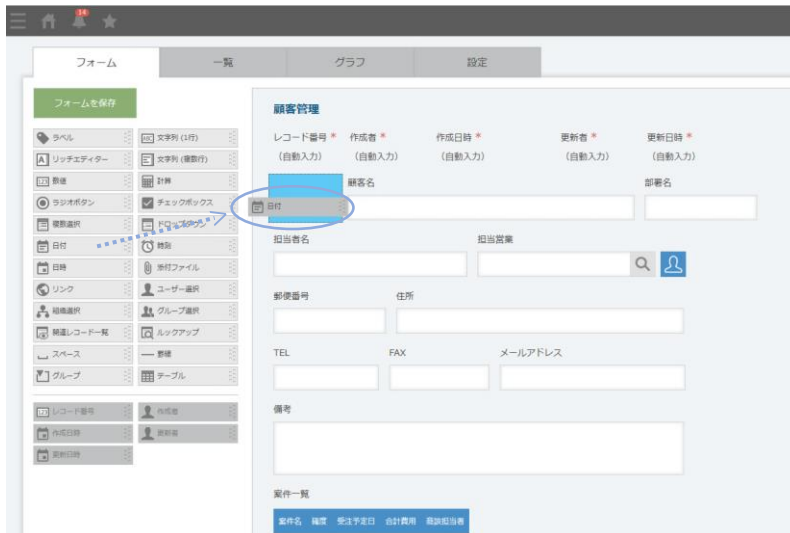 14
フォーム 一覧 グラフ 設定
フォームを保存
ラベル 文字列 (1行)
リッチエディター 文字列 (複数行)
数値 計算
ラジオボタン チェックボックス
複数選択 ドロップダウン
日付 時刻
日時 添付ファイル
リンク ユーザー選択
組織選択 グループ選択
関連レコード一覧 ルックアップ
スペース 罫線
グループ テーブル
レコード番号 作成者
作成日時 更新者
更新日時
顧客管理
レコード番号 * 作成者 * 作成日時 * 更新者 * 更新日時 *
(自動入力) (自動入力) (自動入力) (自動入力) (自動入力)
顧客名 部署名
日付
担当者名 担当営業
郵便番号 住所
TEL FAX メールアドレス
備考
案件一覧
案件名 確度 受注予定日 合計費用 商談担当者